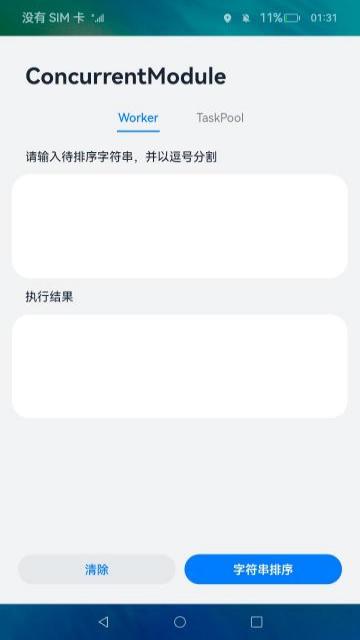 没有 SIM 卡 11% 01:31
ConcurrentModule
Worker TaskPool
请输入待排序字符串，并以逗号分割
执行结果
清除 字符串排序